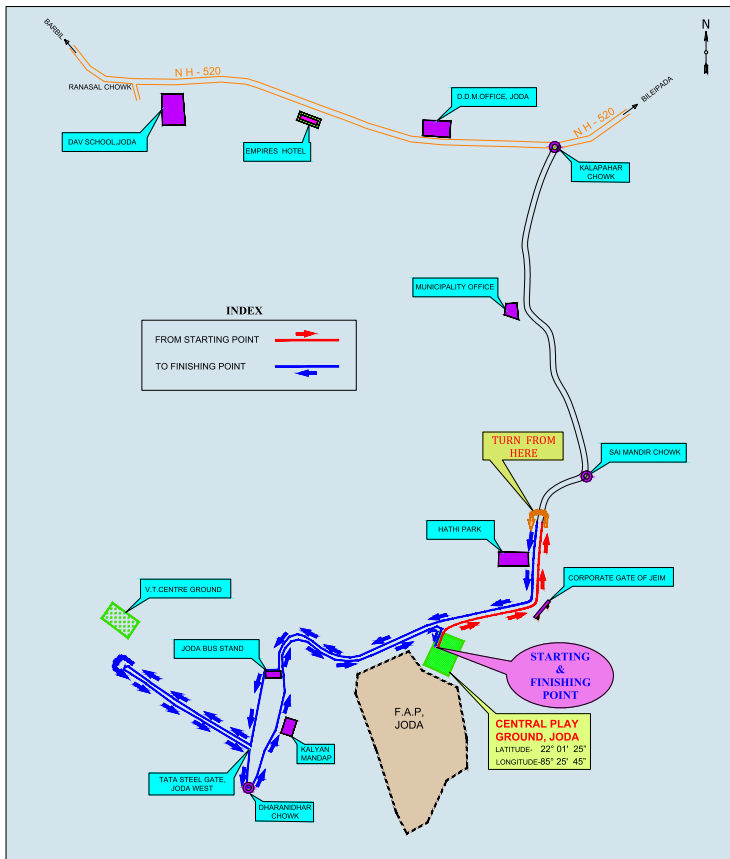 BARBIL
N
N H - 520
RANASAL CHOWK
D.D.M.OFFICE, JODA
BILEIPADA
N H - 520
DAV SCHOOL,JODA
EMPIRES HOTEL
KALAPAHAR
CHOWK
MUNICIPALITY OFFICE
INDEX
FROM STARTING POINT
TO FINISHING POINT
TURN FROM
HERE
SAI MANDIR CHOWK
HATHI PARK
CORPORATE GATE OF JEIM
V.T.CENTRE GROUND
JODA BUS STAND
STARTING
&
FINISHING
POINT
F.A.P,
JODA
CENTRAL PLAY
GROUND, JODA
LATITUDE- 22° 01' 25"
LONGITUDE-85° 25' 45"
KALYAN
MANDAP
TATA STEEL GATE,
JODA WEST
DHARANIDHAR
CHOWK